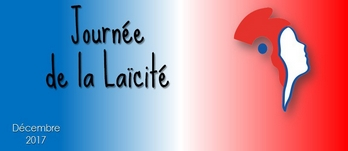 Journée
de la Laïcité
Décembre
2017